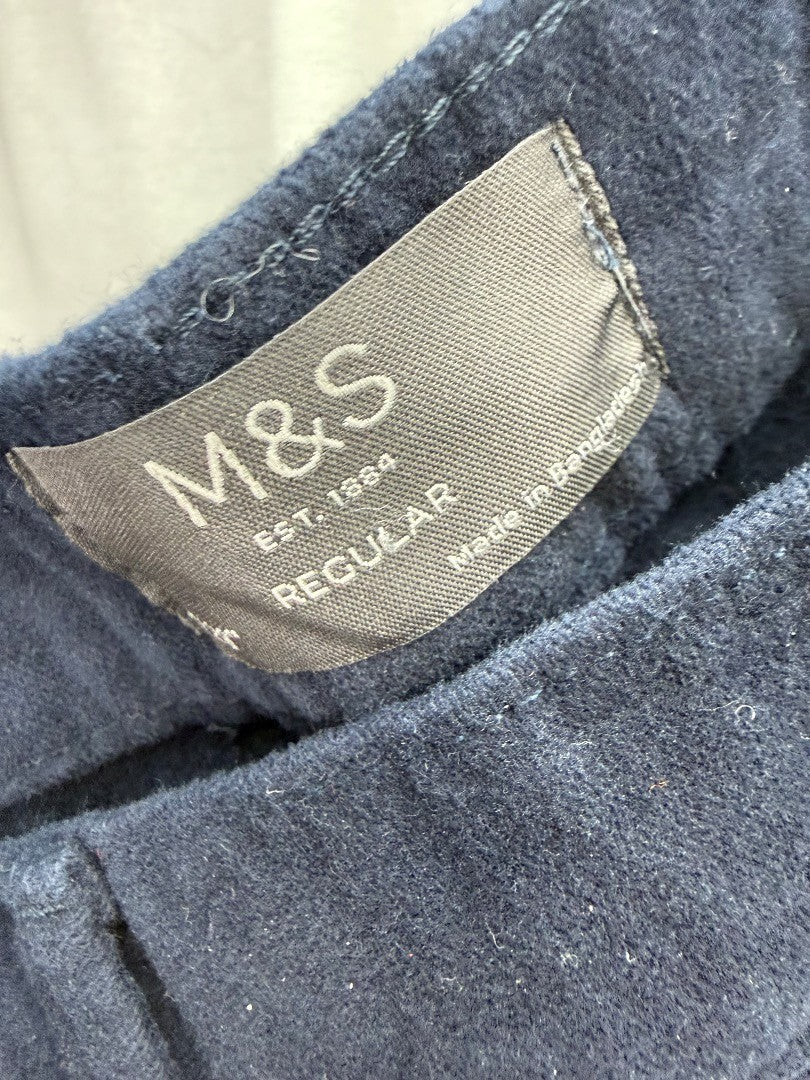 M&S
EST. 1884
REGULAR
Made in Bangladesh